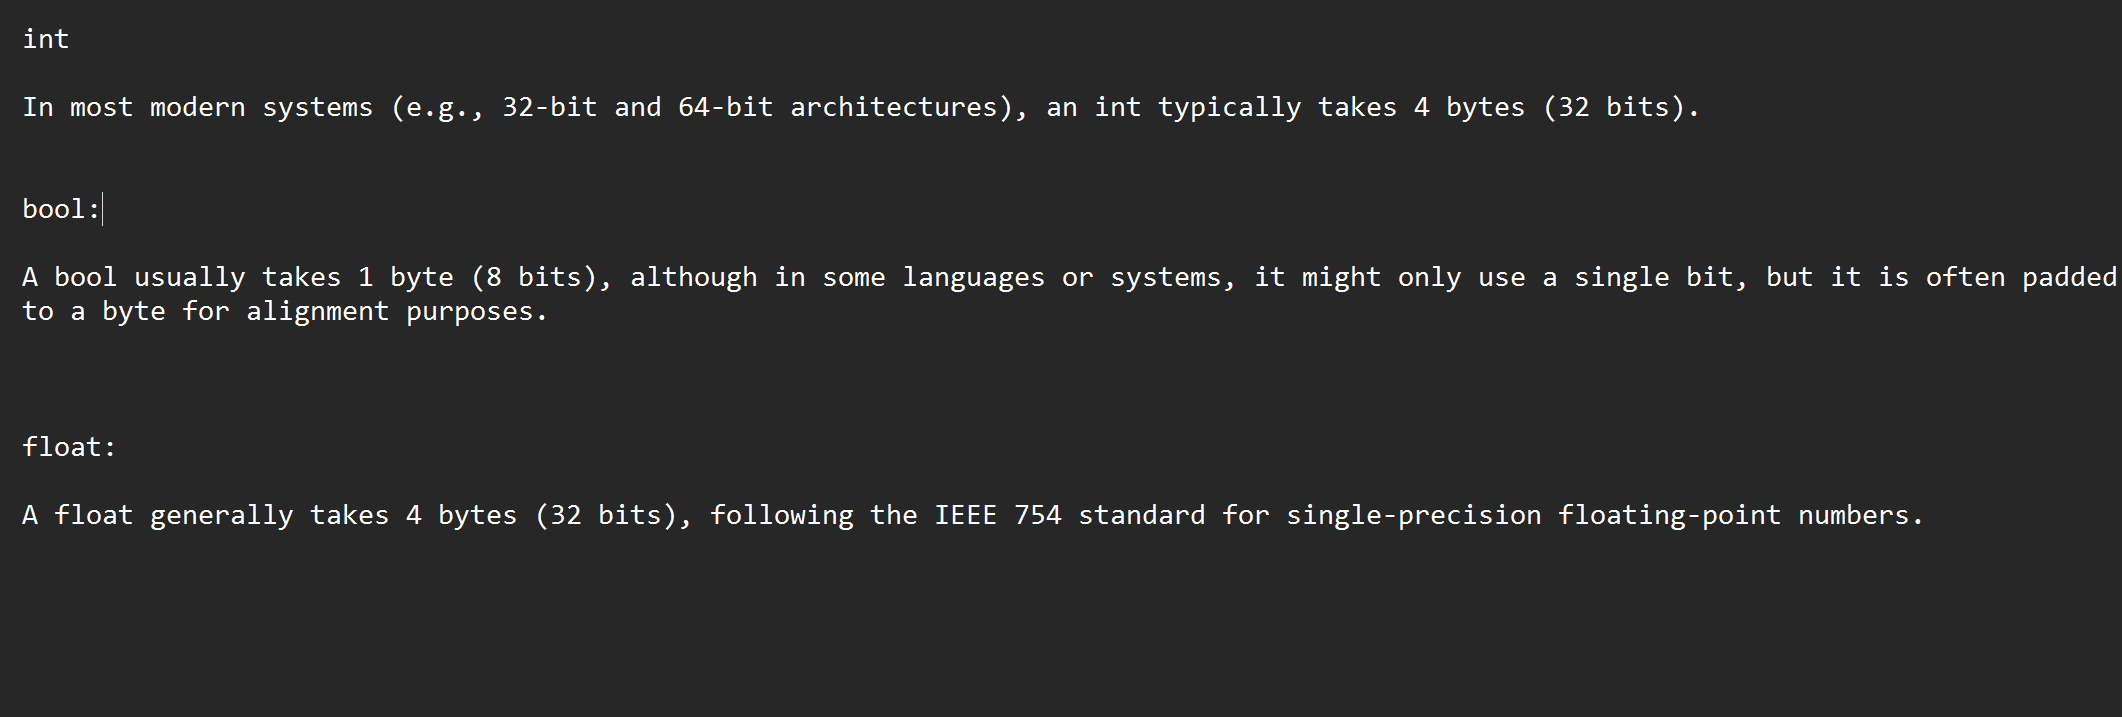 int
In most modern systems (e.g., 32-bit and 64-bit architectures), an int typically takes 4 bytes (32 bits).
bool:
A bool usually takes 1 byte (8 bits), although in some languages or systems, it might only use a single bit, but it is often padded
to a byte for alignment purposes.
float:
A float generally takes 4 bytes (32 bits), following the IEEE 754 standard for single-precision floating-point numbers.